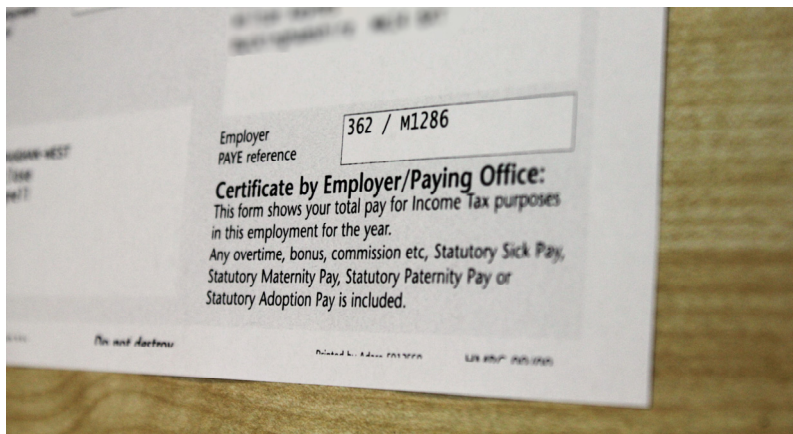 Employer
PAYE reference
362 / M1286
Certificate by Employer/Paying Office:
This form shows your total pay for Income Tax purposes
in this employment for the year.
Any overtime, bonus, commission etc, Statutory Sick Pay,
Statutory Maternity Pay, Statutory Paternity Pay or
Statutory Adoption Pay is included.
Do not destroy
Printed by